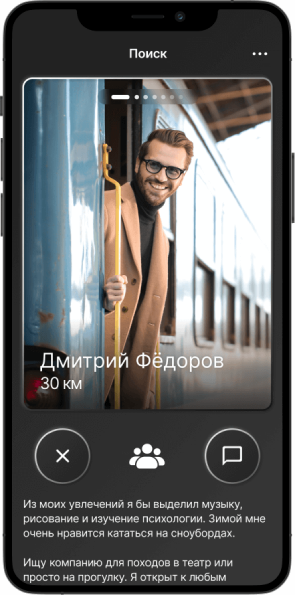 Поиск
Дмитрий Фёдоров
30 км
Из моих увлечений я бы выделил музыку,
рисование и изучение психологии. Зимой мне
очень нравится кататься на сноубордах.
Ищу компанию для походов в театр или
просто на прогулку. Я открыт к любым